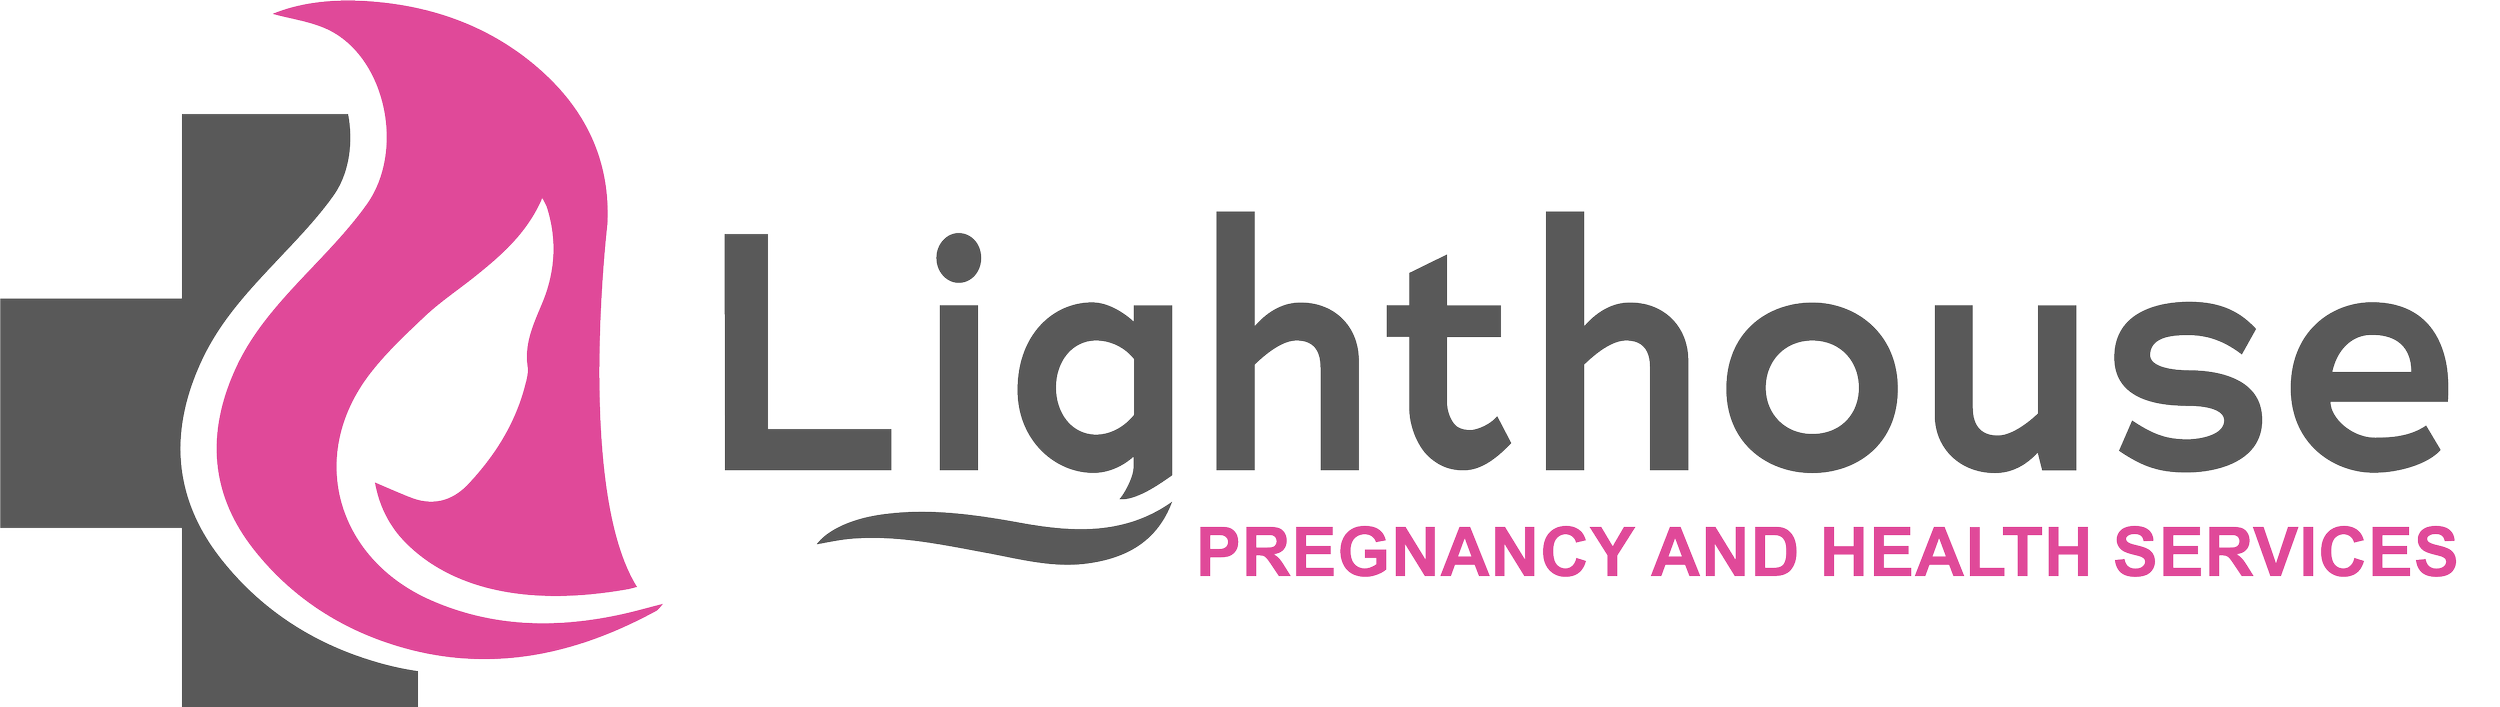 Lighthouse
PREGNANCY AND HEALTH SERVICES